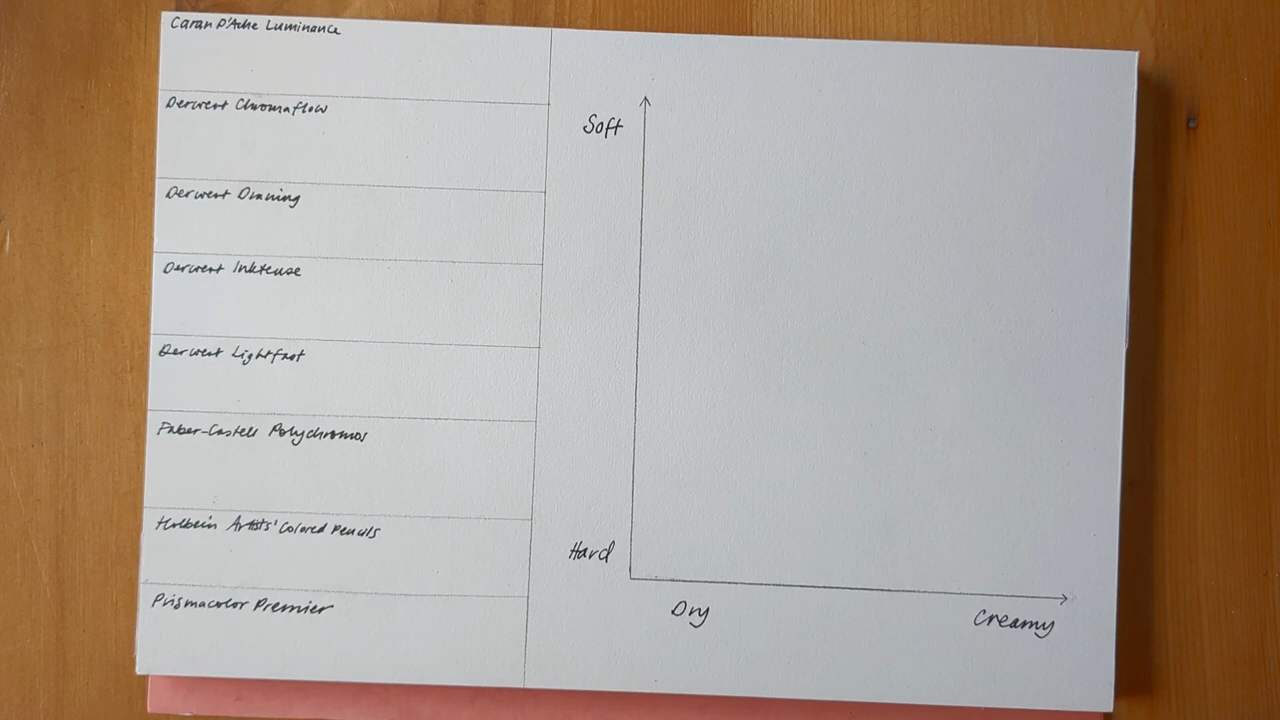 Caran D'Ache Luminance
Derwent Chromaflow
Derwent Drawing
Derwent Inktense
Derwent Lightfast
Faber-Castell Polychromos
Holbein Artists' Colored Pencils
Prismacolor Premier
Soft
Hard
Dry
Creamy